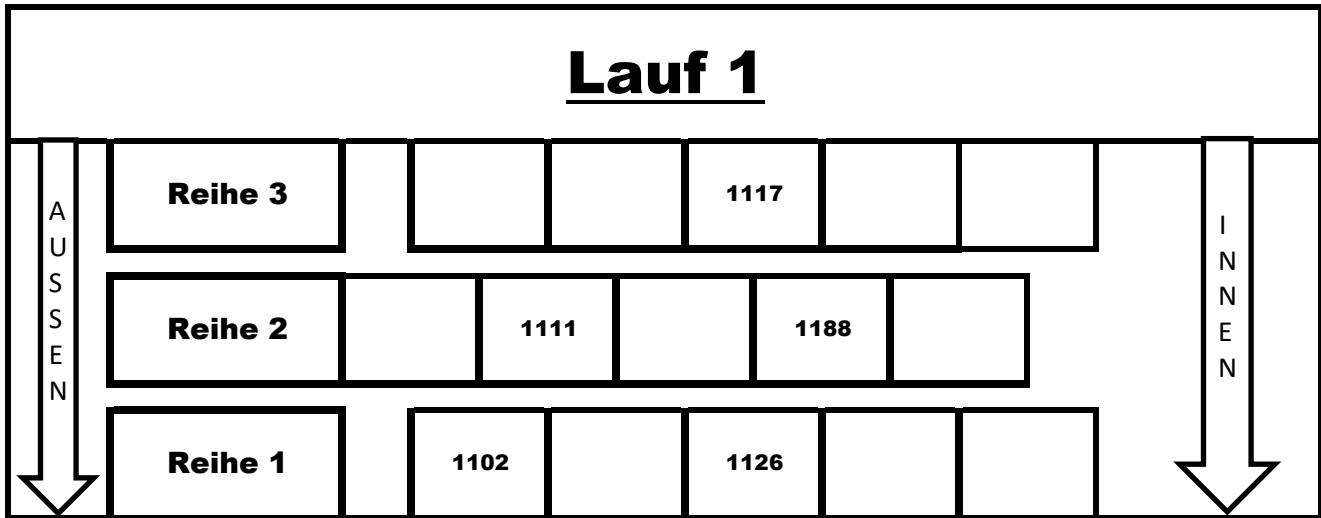 Lauf 1
Reihe 3
1117
Reihe 2
1111
1188
Reihe 1
1102
1126
AUSSEN
INNEN